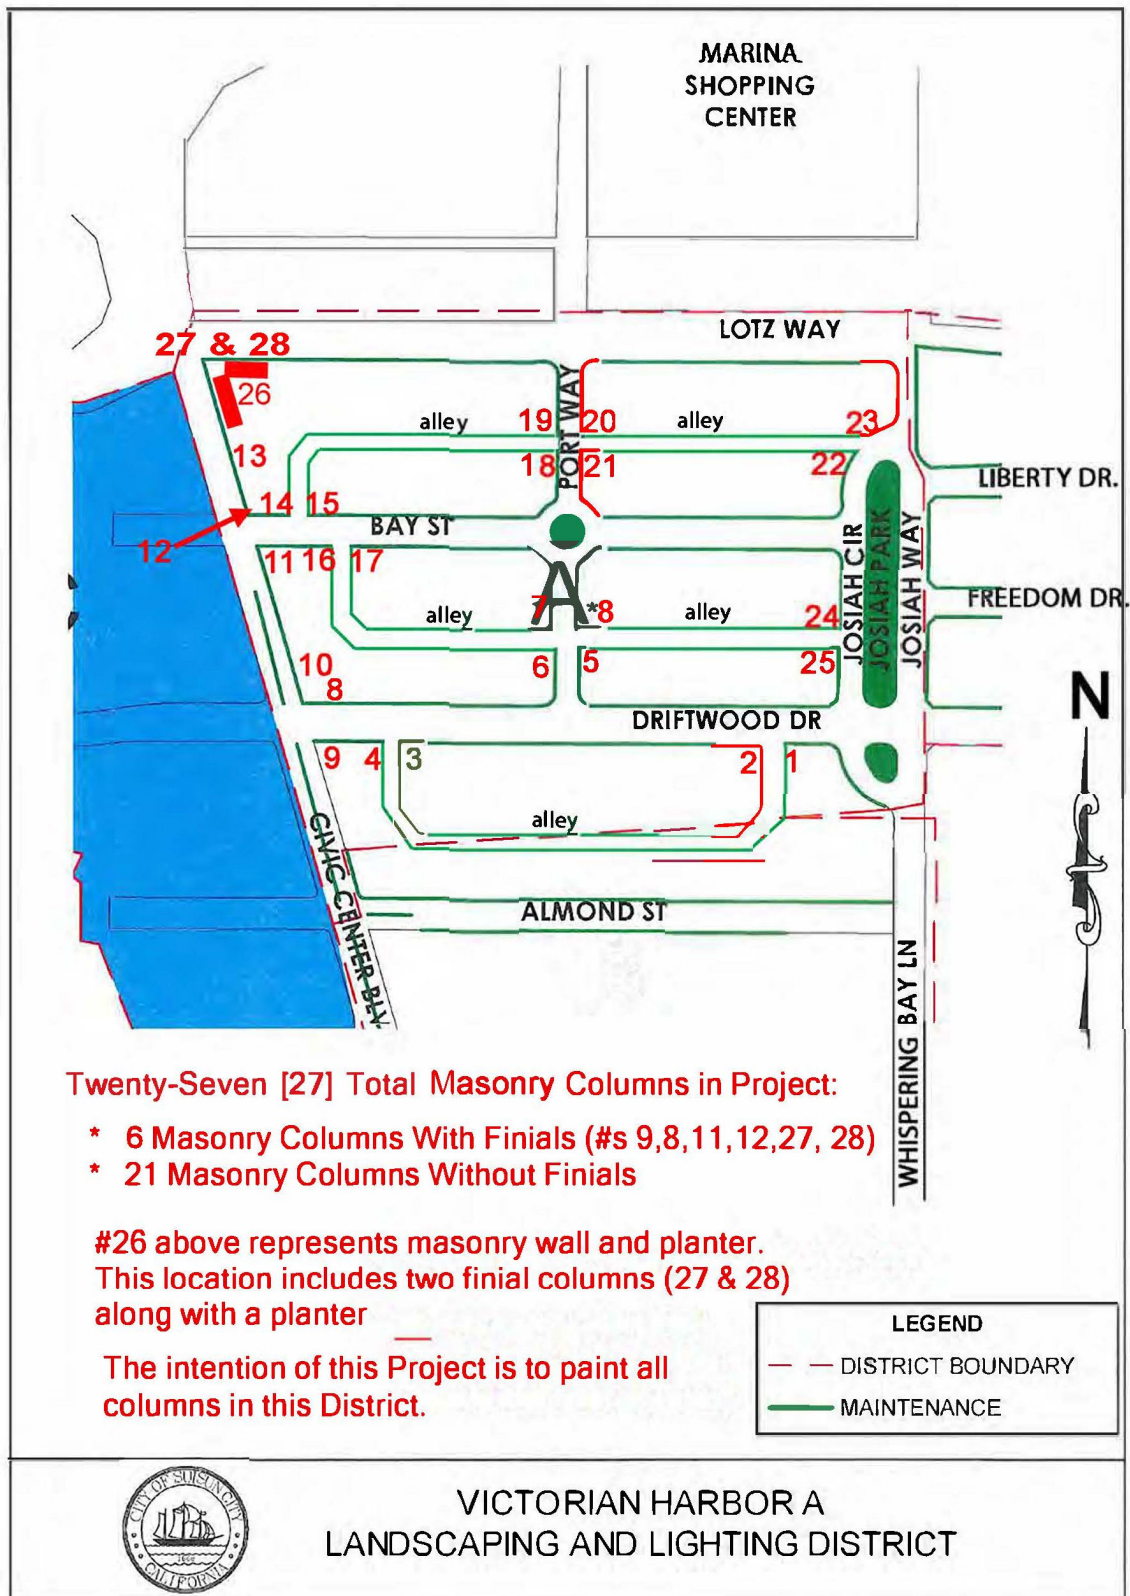 MARINA
SHOPPING
CENTER
LOTZ WAY
27 & 28
26
PORT WAY
alley
19
20
alley
23
13
18
21
22
LIBERTY DR.
14
15
BAY ST
12
11
16
17
JOSIAH CIR
JOSIAH PARK
JOSIAH WAY
A
FREEDOM DR.
alley
7
*8
alley
24
10
8
6
5
25
N
DRIFTWOOD DR
9
4
3
2
1
alley
CIVIC CENTER BLV
ALMOND ST
WHISPERING BAY LN
Twenty-Seven [27] Total Masonry Columns in Project:
* 6 Masonry Columns With Finials (#s 9,8,11,12,27, 28)
* 21 Masonry Columns Without Finials
#26 above represents masonry wall and planter.
This location includes two finial columns (27 & 28)
along with a planter
The intention of this Project is to paint all
columns in this District.
LEGEND
DISTRICT BOUNDARY
MAINTENANCE
CITY OF SUISUN CITY
1868
CALIFORNIA
VICTORIAN HARBOR A
LANDSCAPING AND LIGHTING DISTRICT